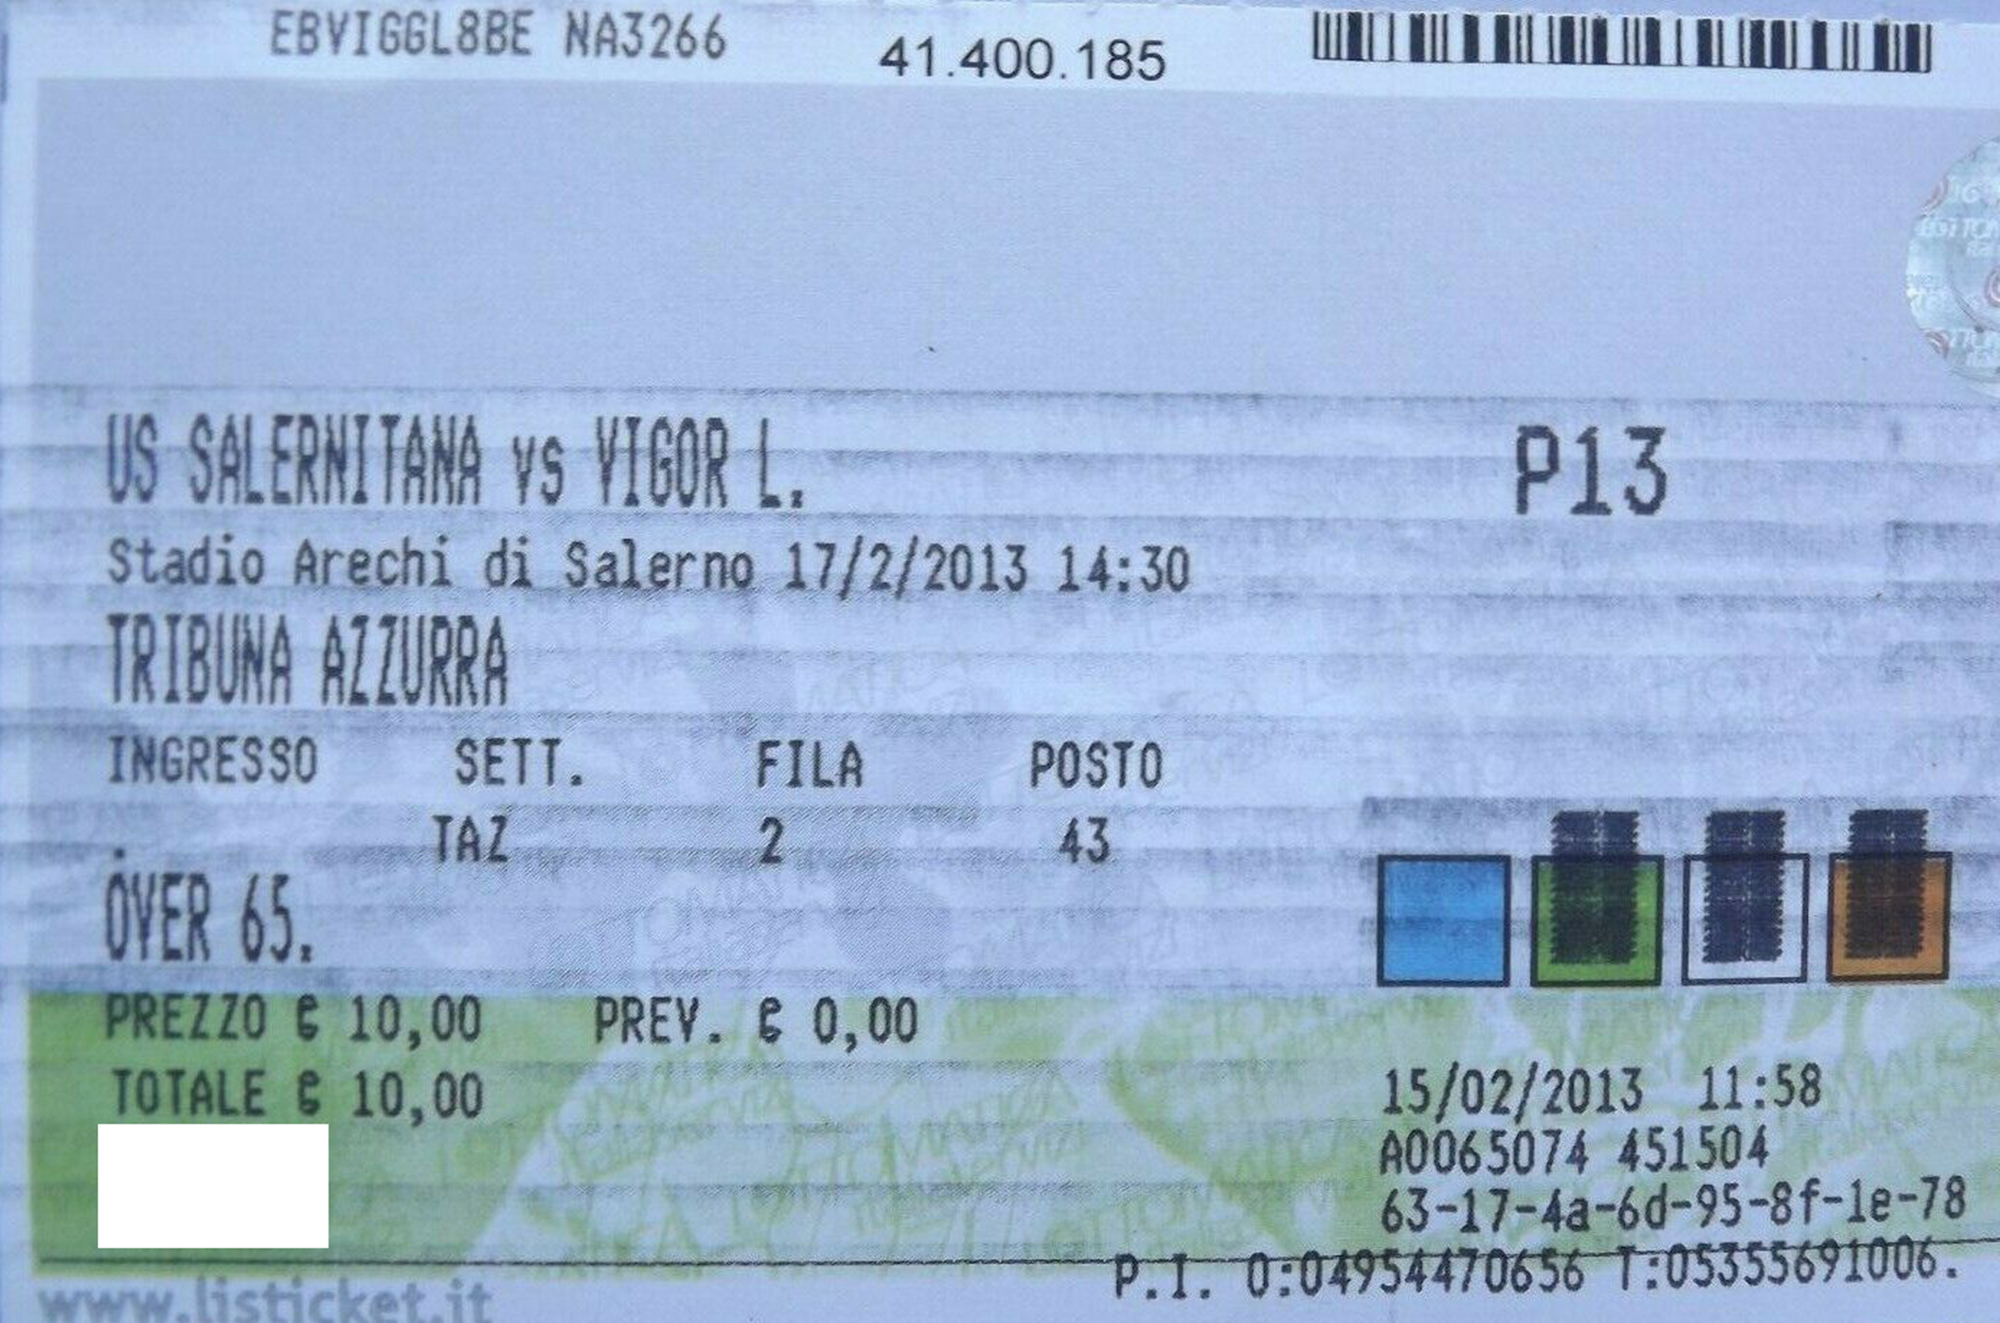 EBVIGGL8BE NA3266 41.400.185
US SALERNITANA vs VIGOR L. P13
Stadio Arechi di Salerno 17/2/2013 14:30
TRIBUNA AZZURRA
INGRESSO SETT. FILA POSTO
TAZ 2 43
OVER 65.
PREZZO € 10,00 PREV. € 0,00
TOTALE € 10,00
15/02/2013 11:58
A0065074 451504
63-17-4a-6d-95-8f-1e-78
P.I. O:04954470656 T:05355691006.
www.listicket.it